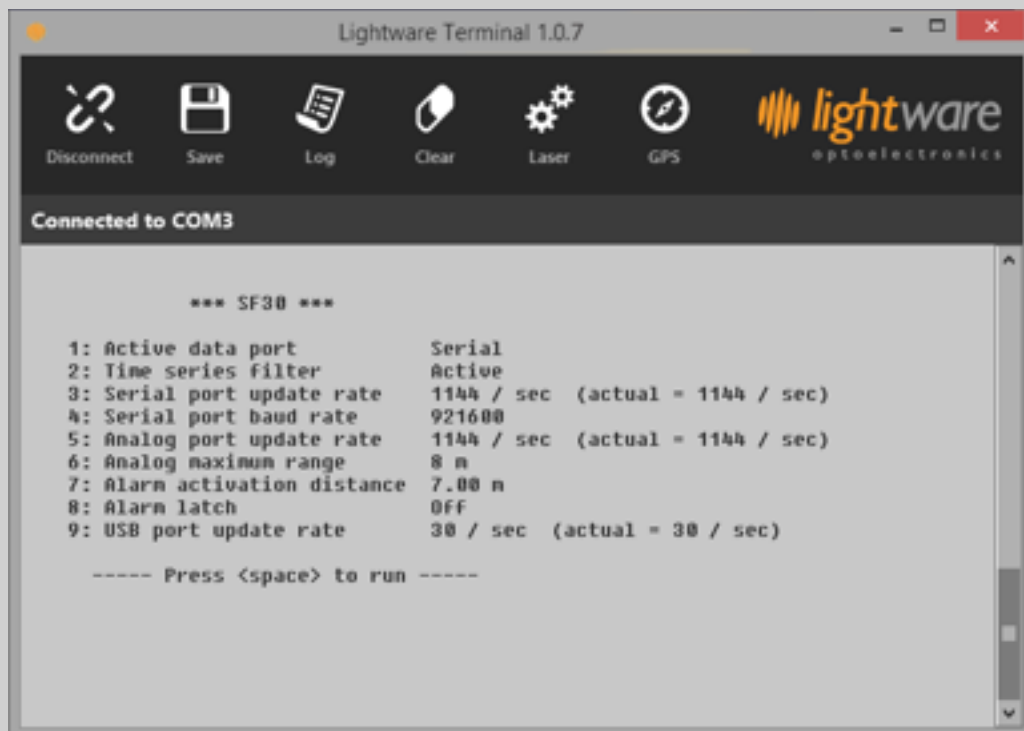 Lightware Terminal 1.0.7
Disconnect Save Log Clear Laser GPS
lightware
optoelectronics
Connected to COM3
*** SF30 ***
1: Active data port Serial
2: Time series filter Active
3: Serial port update rate 1144 / sec (actual = 1144 / sec)
4: Serial port baud rate 921600
5: Analog port update rate 1144 / sec (actual = 1144 / sec)
6: Analog maximum range 8 m
7: Alarm activation distance 7.00 m
8: Alarm latch Off
9: USB port update rate 30 / sec (actual = 30 / sec)
----- Press <space> to run -----